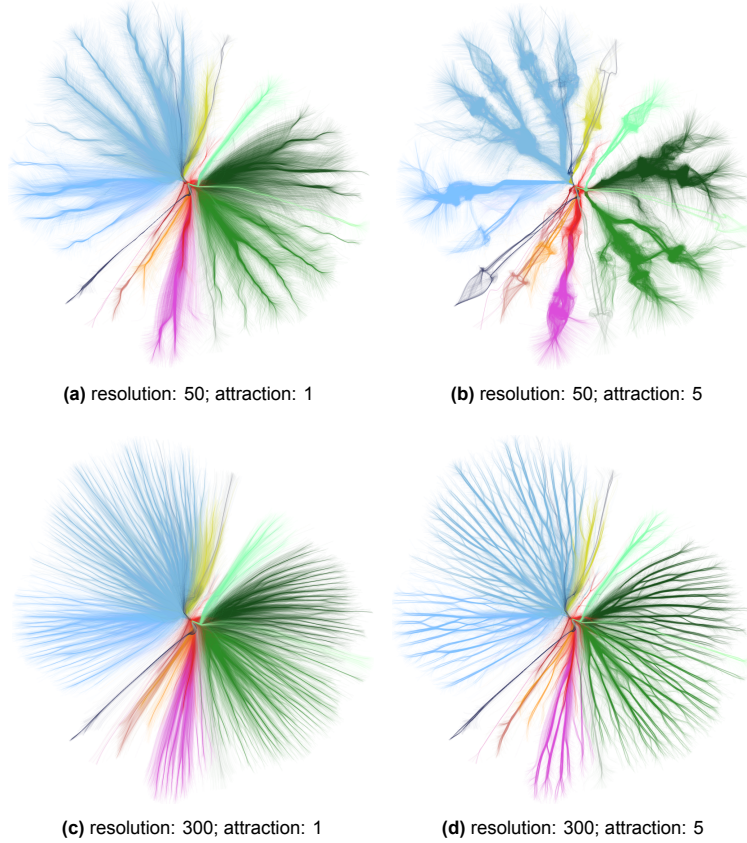 (a) resolution: 50; attraction: 1
(b) resolution: 50; attraction: 5
(c) resolution: 300; attraction: 1
(d) resolution: 300; attraction: 5